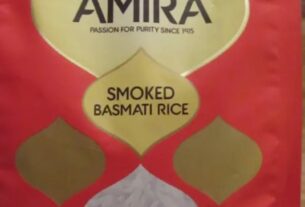 AMIRA
PASSION FOR PURITY SINCE 1915
SMOKED
BASMATI RICE